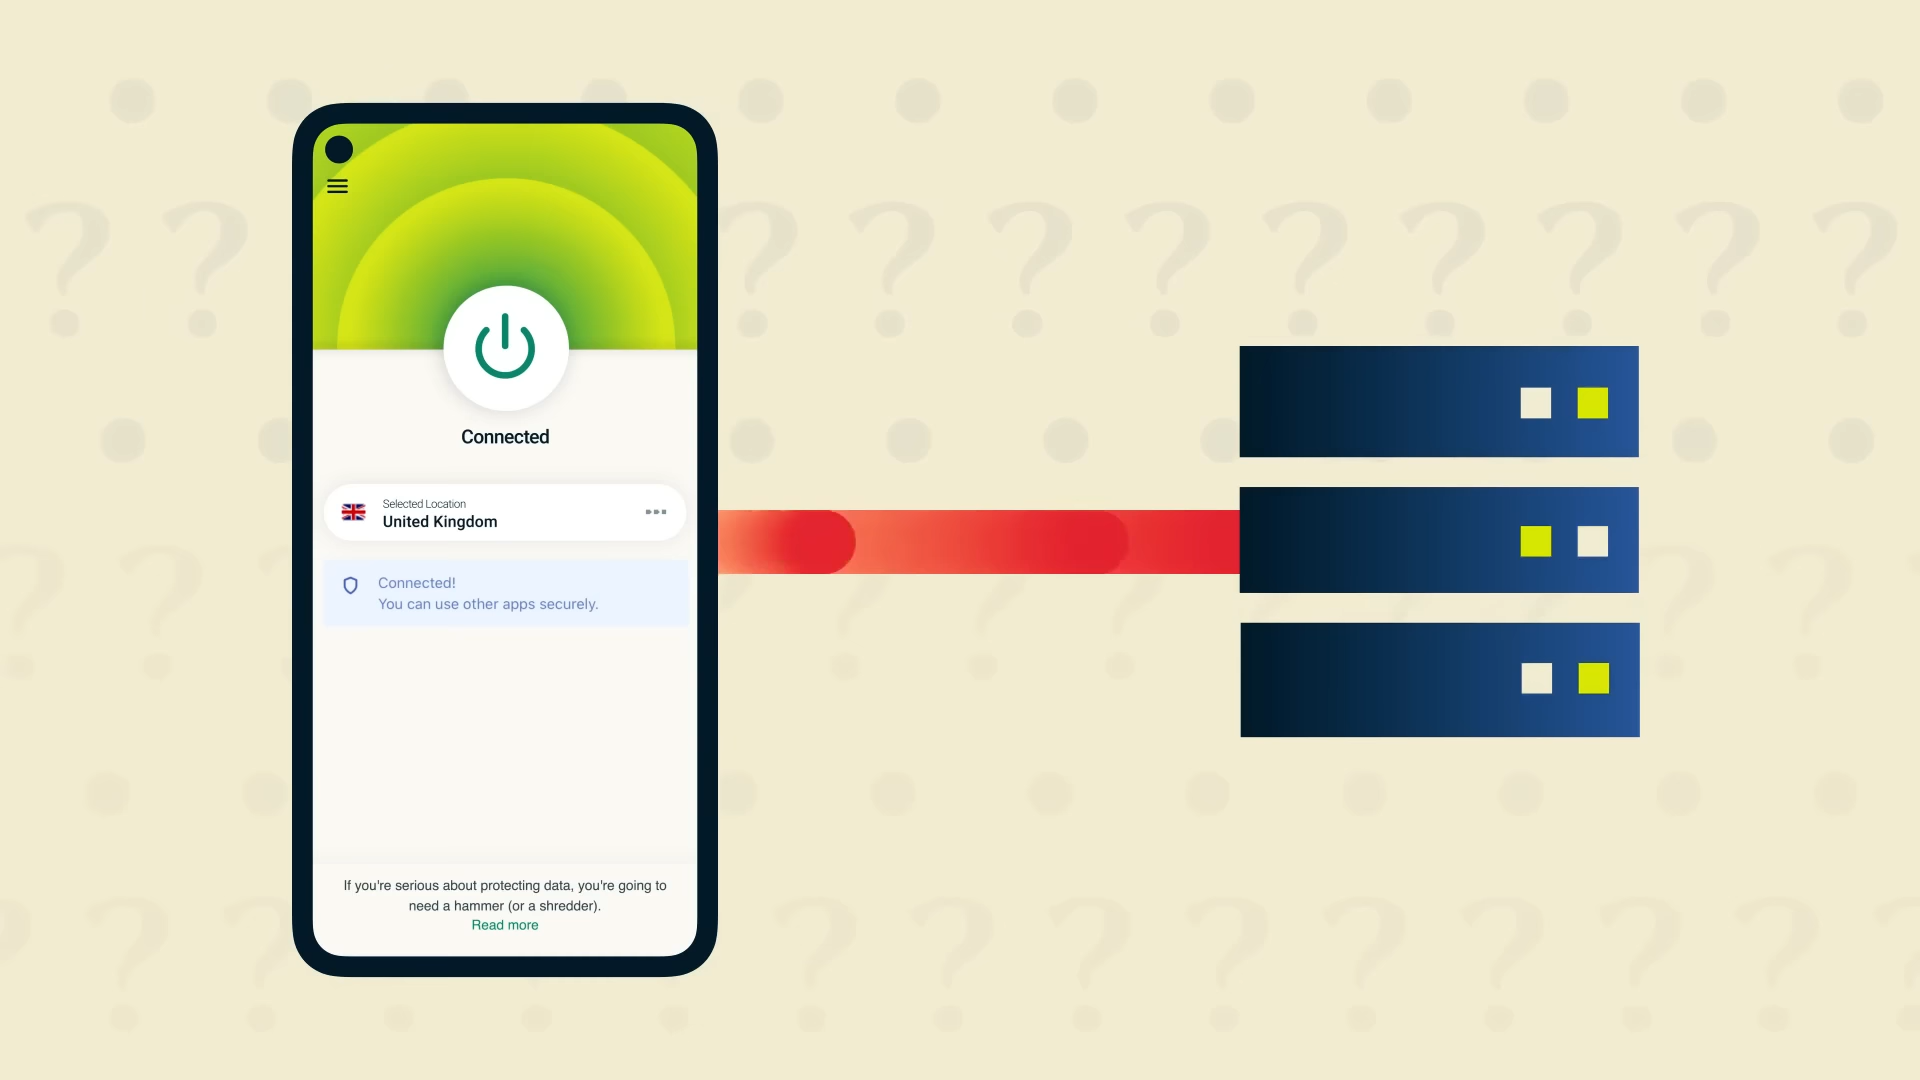 Connected
Selected Location
United Kingdom
Connected!
You can use other apps securely.
If you're serious about protecting data, you're going to
need a hammer (or a shredder).
Read more